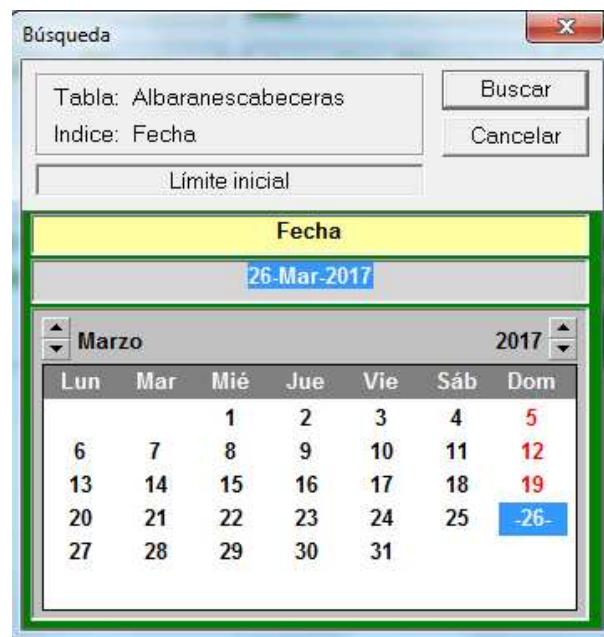 Búsqueda
Tabla: Albaranescabeceras
Indice: Fecha
Buscar
Cancelar
Límite inicial
Fecha
26-Mar-2017
Marzo 2017
Lun Mar Mié Jue Vie Sáb Dom
1 2 3 4 5
6 7 8 9 10 11 12
13 14 15 16 17 18 19
20 21 22 23 24 25 -26-
27 28 29 30 31